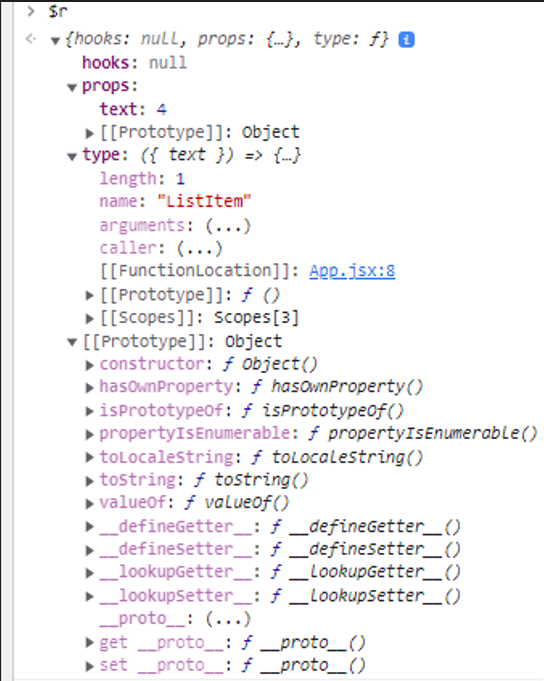 > $r
{hooks: null, props: {…}, type: ƒ} i
hooks: null
props:
text: 4
[[Prototype]]: Object
type: ({ text }) => {…}
length: 1
name: "ListItem"
arguments: (...)
caller: (...)
[[FunctionLocation]]: App.jsx:8
[[Prototype]]: ƒ ()
[[Scopes]]: Scopes[3]
[[Prototype]]: Object
constructor: ƒ Object()
hasOwnProperty: ƒ hasOwnProperty()
isPrototypeOf: ƒ isPrototypeOf()
propertyIsEnumerable: ƒ propertyIsEnumerable()
toLocaleString: ƒ toLocaleString()
toString: ƒ toString()
valueOf: ƒ valueOf()
__defineGetter__: ƒ __defineGetter__()
__defineSetter__: ƒ __defineSetter__()
__lookupGetter__: ƒ __lookupGetter__()
__lookupSetter__: ƒ __lookupSetter__()
__proto__: (...)
get __proto__: ƒ __proto__()
set __proto__: ƒ __proto__()